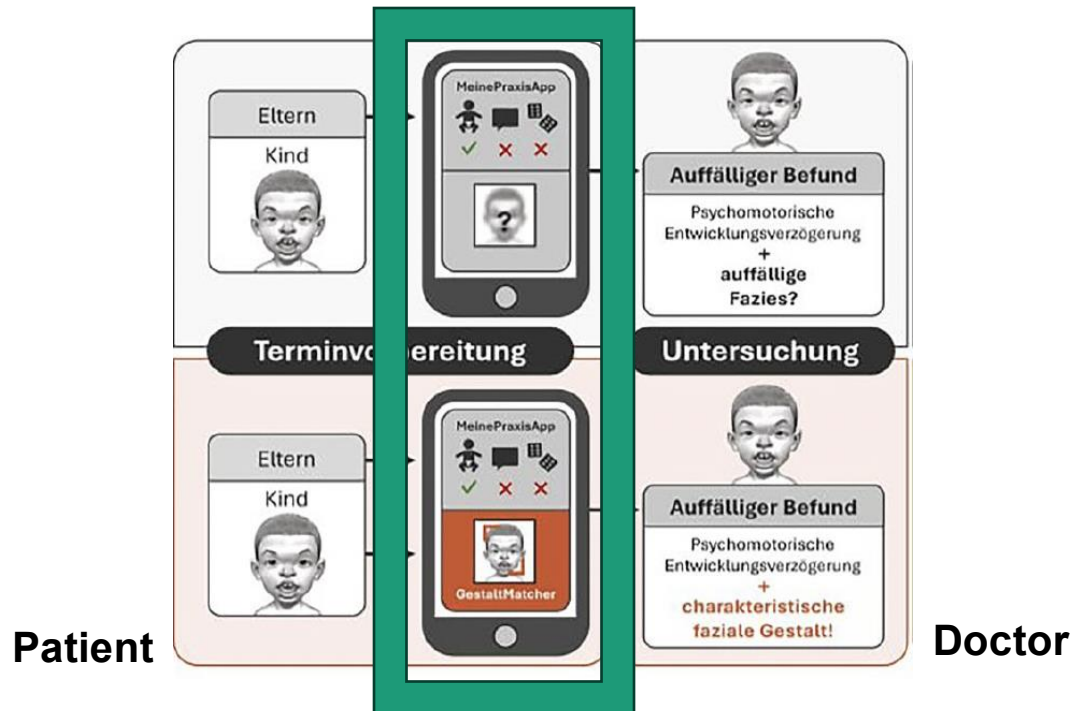 Eltern
Kind
MeinePraxisApp
?
Auffälliger Befund
Psychomotorische
Entwicklungsverzögerung
+
auffällige
Fazies?
Untersuchung
Eltern
Kind
MeinePraxisApp
GestaltMatcher
Auffälliger Befund
Psychomotorische
Entwicklungsverzögerung
+
charakteristische
faziale Gestalt!
Patient
Doctor